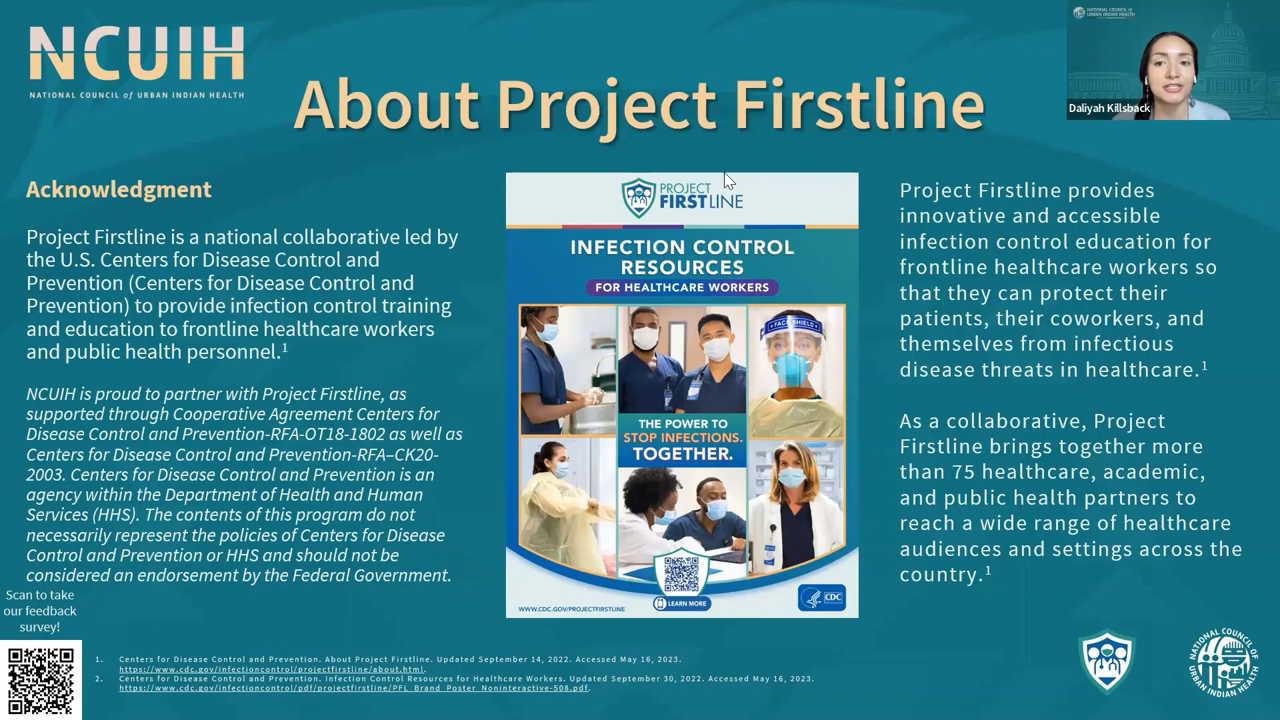 NCUIH
NATIONAL COUNCIL of URBAN INDIAN HEALTH
About Project Firstline
NATIONAL COUNCIL OF
URBAN INDIAN HEALTH
Daliyah Killsback
Acknowledgment
Project Firstline is a national collaborative led by
the U.S. Centers for Disease Control and
Prevention (Centers for Disease Control and
Prevention) to provide infection control training
and education to frontline healthcare workers
and public health personnel.1
NCUIH is proud to partner with Project Firstline, as
supported through Cooperative Agreement Centers for
Disease Control and Prevention-RFA-OT18-1802 as well as
Centers for Disease Control and Prevention-RFA–CK20-
2003. Centers for Disease Control and Prevention is an
agency within the Department of Health and Human
Services (HHS). The contents of this program do not
necessarily represent the policies of Centers for Disease
Control and Prevention or HHS and should not be
considered an endorsement by the Federal Government.
Scan to take
our feedback
survey!
PROJECT
FIRSTLINE
INFECTION CONTROL
RESOURCES
FOR HEALTHCARE WORKERS
FACE SHIELD
THE POWER TO
STOP INFECTIONS.
TOGETHER.
WWW.CDC.GOV/PROJECTFIRSTLINE
LEARN MORE
CDC
Project Firstline provides
innovative and accessible
infection control education for
frontline healthcare workers so
that they can protect their
patients, their coworkers, and
themselves from infectious
disease threats in healthcare.1
As a collaborative, Project
Firstline brings together more
than 75 healthcare, academic,
and public health partners to
reach a wide range of healthcare
audiences and settings across the
country.1
1. Centers for Disease Control and Prevention. About Project Firstline. Updated September 14, 2022. Accessed May 16, 2023.
https://www.cdc.gov/infectioncontrol/projectfirstline/about.html.
2. Centers for Disease Control and Prevention. Infection Control Resources for Healthcare Workers. Updated September 30, 2022. Accessed May 16, 2023.
https://www.cdc.gov/infectioncontrol/pdf/projectfirstline/PFL_Brand_Poster_Noninteractive-508.pdf.
NATIONAL COUNCIL OF
URBAN INDIAN HEALTH